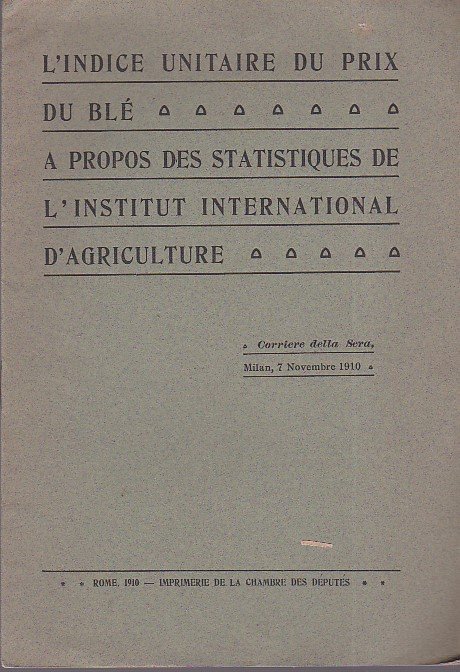 L'INDICE UNITAIRE DU PRIX
DU BLÉ
A PROPOS DES STATISTIQUES DE
L'INSTITUT INTERNATIONAL
D'AGRICULTURE
Corriere della Sera,
Milan, 7 Novembre 1910
ROME, 1910 — IMPRIMERIE DE LA CHAMBRE DES DÉPUTÉS